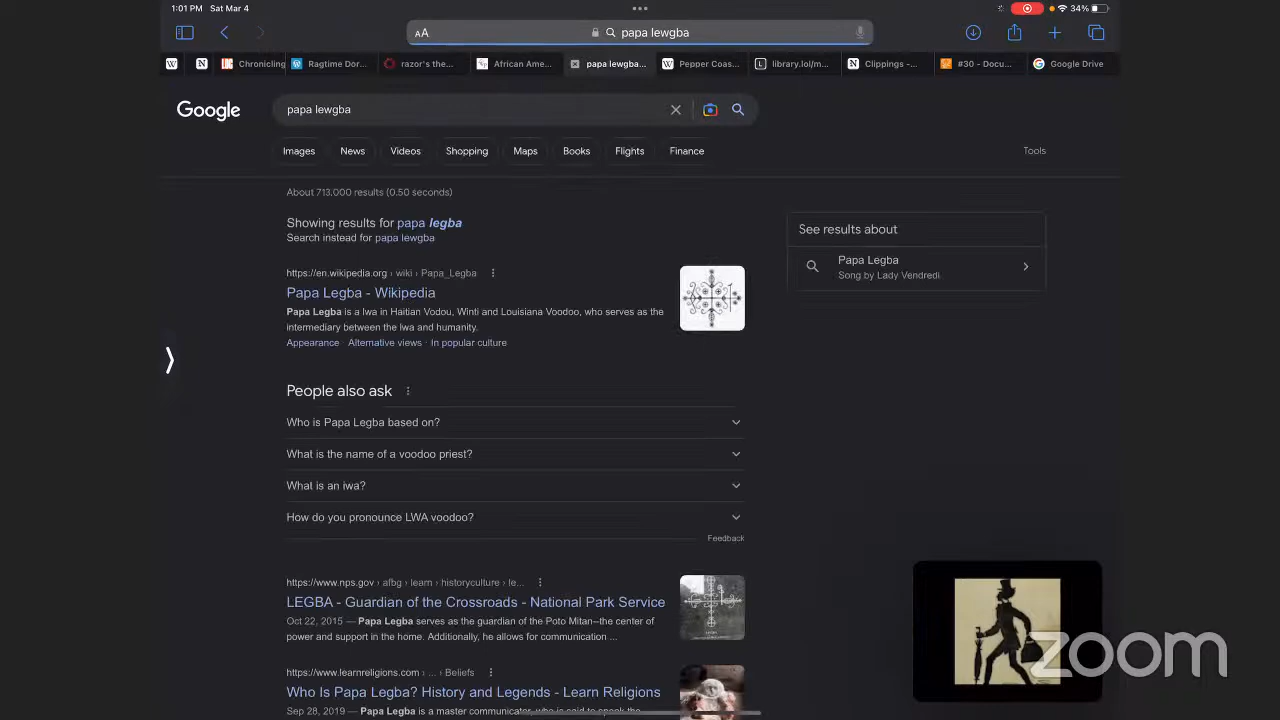 1:01 PM Sat Mar 4
34%
AA
papa lewgba
Chronicling
Ragtime Dor...
razor's the...
African Ame...
papa lewgba...
Pepper Coas...
library.lol/m...
Clippings -...
#30 - Docu...
Google Drive
Google
papa lewgba
Images
News
Videos
Shopping
Maps
Books
Flights
Finance
Tools
About 713,000 results (0.50 seconds)
Showing results for papa legba
Search instead for papa lewgba
See results about
Papa Legba
Song by Lady Vendredi
https://en.wikipedia.org › wiki › Papa_Legba
Papa Legba - Wikipedia
Papa Legba is a lwa in Haitian Vodou, Winti and Louisiana Voodoo, who serves as the
intermediary between the lwa and humanity.
Appearance · Alternative views · In popular culture
People also ask
Who is Papa Legba based on?
What is the name of a voodoo priest?
What is an iwa?
How do you pronounce LWA voodoo?
Feedback
https://www.nps.gov › afbg › learn › historyculture › le...
LEGBA - Guardian of the Crossroads - National Park Service
Oct 22, 2015 — Papa Legba serves as the guardian of the Poto Mitan--the center of
power and support in the home. Additionally, he allows for communication ...
https://www.learnreligions.com › ... › Beliefs
Who Is Papa Legba? History and Legends - Learn Religions
Sep 28, 2019 — Papa Legba is a master communicator, who is said to speak the
zoom